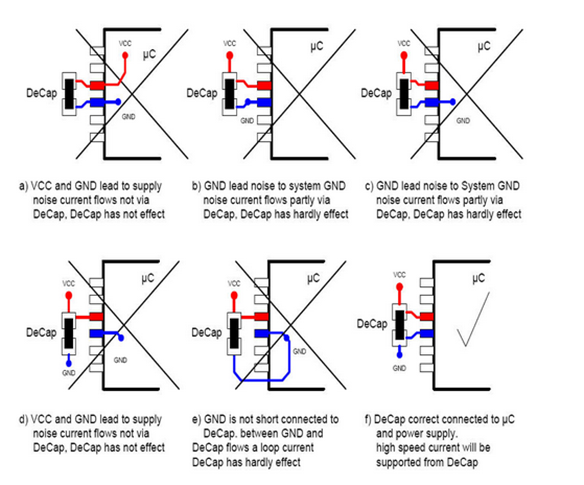 VCC
µC
DeCap
GND
a) VCC and GND lead to supply
noise current flows not via
DeCap, DeCap has not effect
VCC
µC
DeCap
GND
b) GND lead noise to system GND
noise current flows partly via
DeCap, DeCap has hardly effect
VCC
µC
DeCap
GND
c) GND lead noise to System GND
noise current flows partly via
DeCap, DeCap has hardly effect
VCC
µC
DeCap
GND
GND
d) VCC and GND lead to supply
noise current flows not via
DeCap, DeCap has not effect
VCC
µC
DeCap
GND
e) GND is not short connected to
DeCap. between GND and
DeCap flows a loop current
DeCap has hardly effect
VCC
µC
DeCap
GND
f) DeCap correct connected to µC
and power supply.
high speed current will be
supported from DeCap